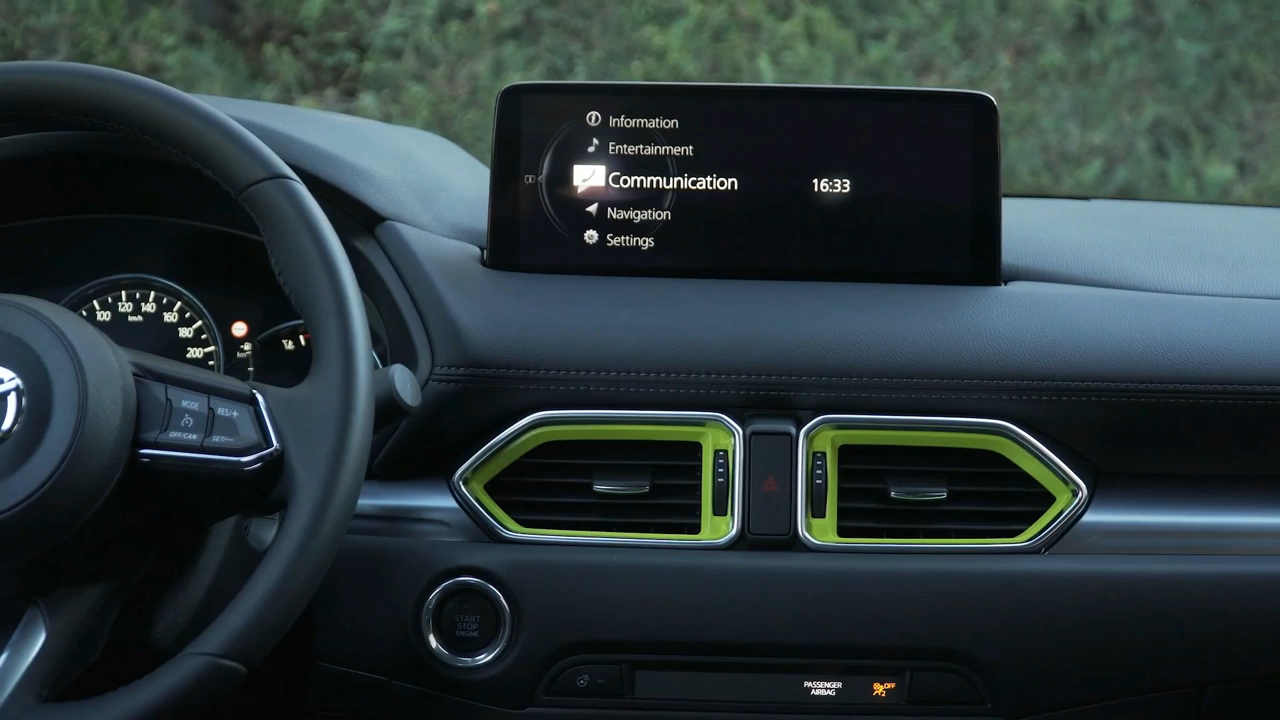 Information
Entertainment
Communication
16:33
Navigation
Settings
100 120 140 160 180 200
km/h
MODE
RES/+
OFF/CAN
SET/—
START
STOP
ENGINE
PASSENGER
AIRBAG
OFF
2